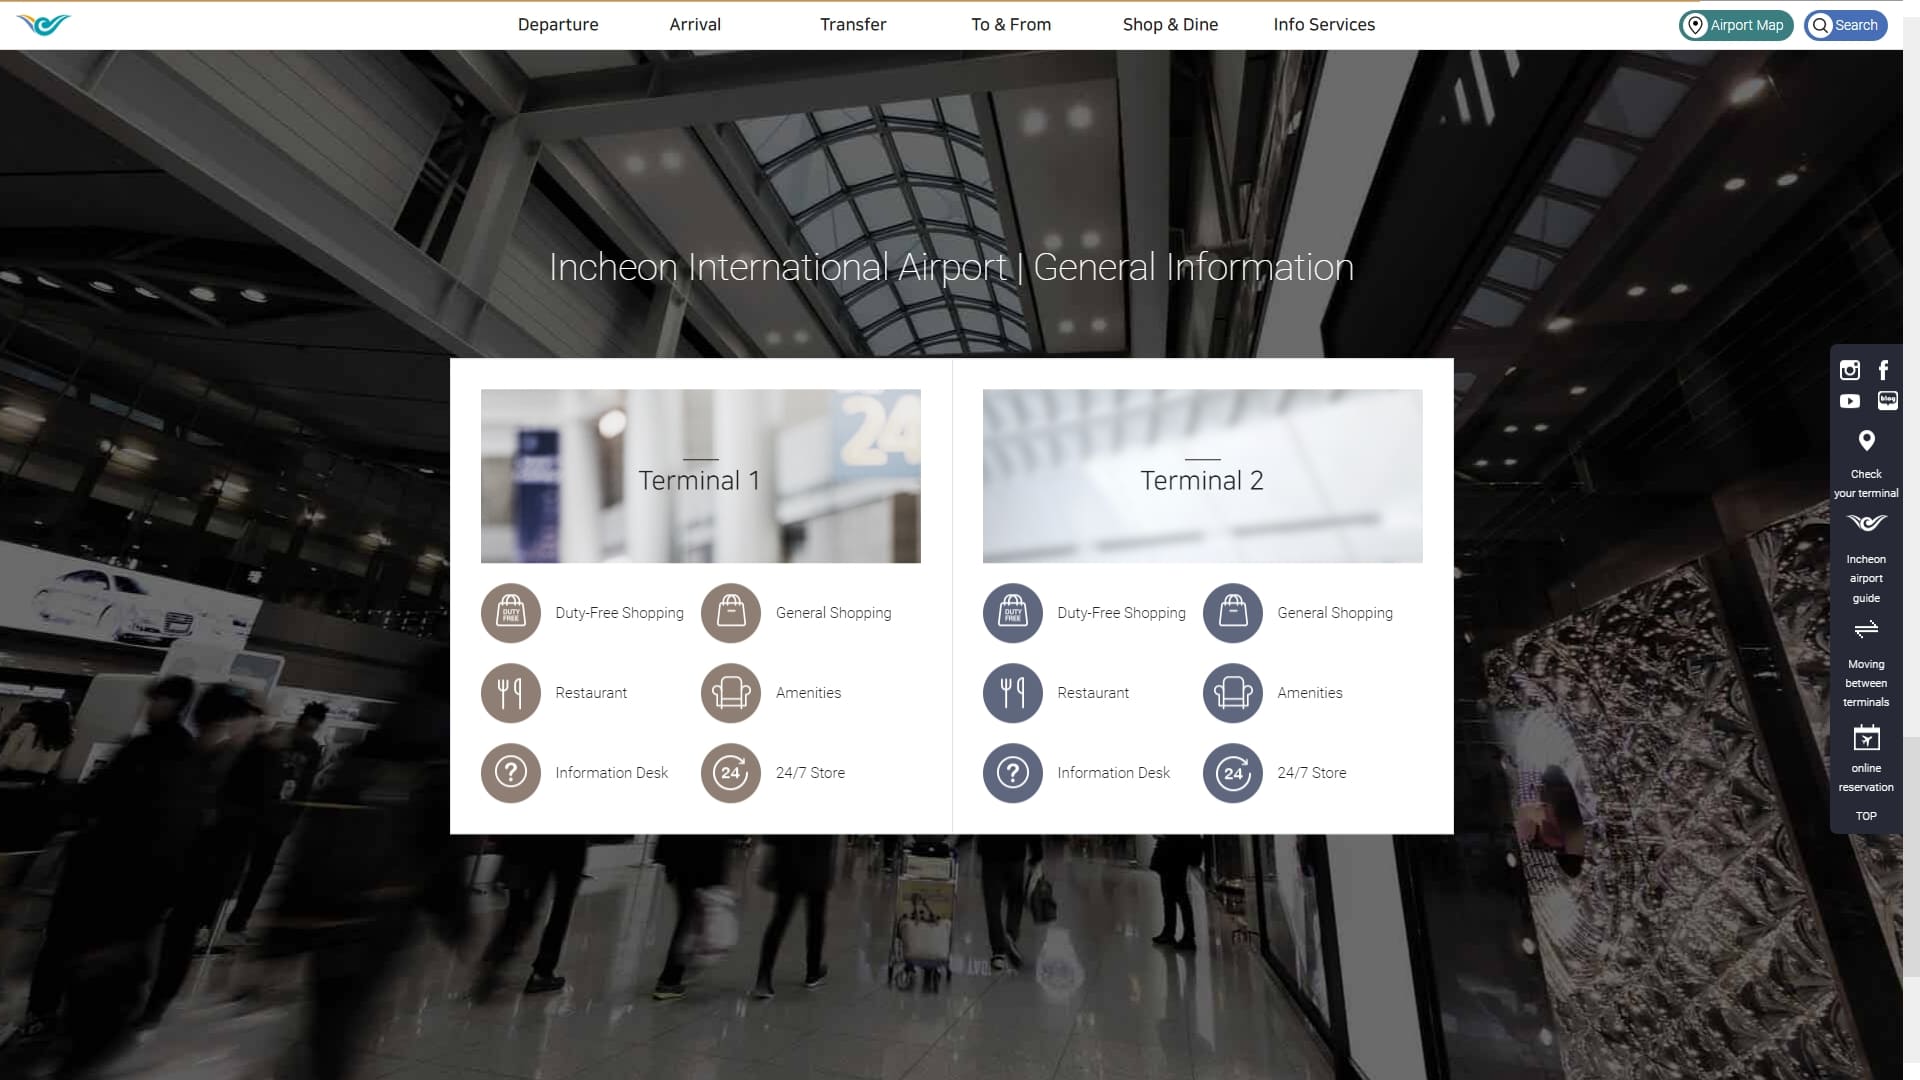 Departure
Arrival
Transfer
To & From
Shop & Dine
Info Services
Airport Map
Search
Incheon International Airport | General Information
24
Terminal 1
Terminal 2
DUTY FREE
Duty-Free Shopping
General Shopping
Restaurant
Amenities
?
Information Desk
24
24/7 Store
DUTY FREE
Duty-Free Shopping
General Shopping
Restaurant
Amenities
?
Information Desk
24
24/7 Store
blog
Check
your terminal
Incheon
airport
guide
Moving
between
terminals
online
reservation
TOP